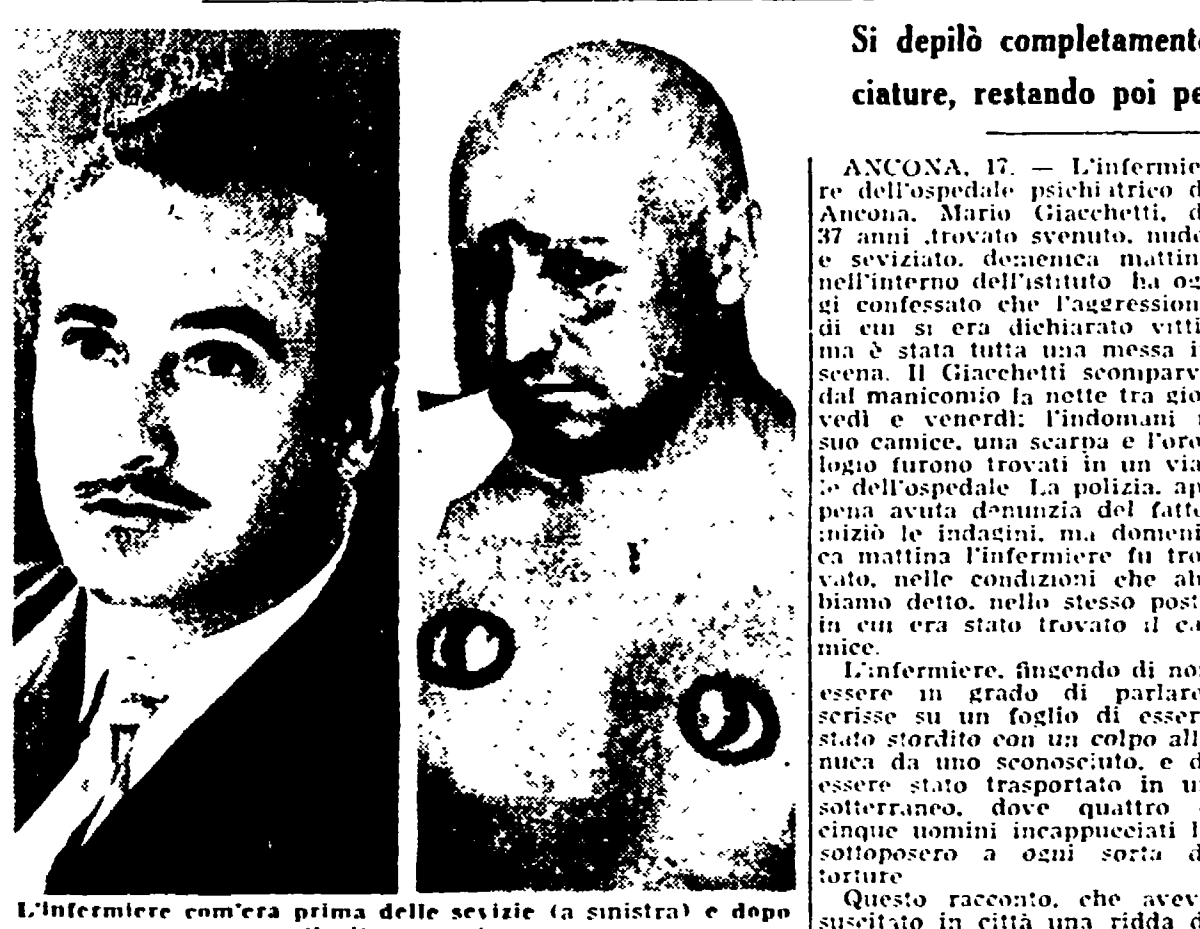 Si depilò completament
ciature, restando poi pe
ANCONA, 17. — L'infermie-
re dell'ospedale psichiatrico d
Ancona, Mario Giacchetti, d
37 anni ,trovato svenuto, nudo
e seviziato, domenica mattin
nell'interno dell'istituto ha og
gi confessato che l'aggression
di cui si era dichiarato vitti
ma è stata tutta una messa i
scena. Il Giacchetti scomparv
dal manicomio la notte tra gio
vedì e venerdì; l'indomani
suo camice, una scarpa e l'oro
logio furono trovati in un via
le dell'ospedale La polizia, ap
pena avuta denunzia del fatto
iniziò le indagini, ma domeni
ca mattina l'infermiere fu tro
vato, nelle condizioni che ab
biamo detto, nello stesso post
in cui era stato trovato il ca
mice.
L'infermiere, fingendo di non
essere in grado di parlare
scrisse su un foglio di esser
stato stordito con un colpo all
nuca da uno sconosciuto, e d
essere stato trasportato in u
sotterraneo, dove quattro
cinque uomini incappucciati l
sottoposero a ogni sorta d
torture
Questo racconto, che avev
suscitato in città una ridda d
L'infermiere com'era prima delle sevizie (a sinistra) e dopo